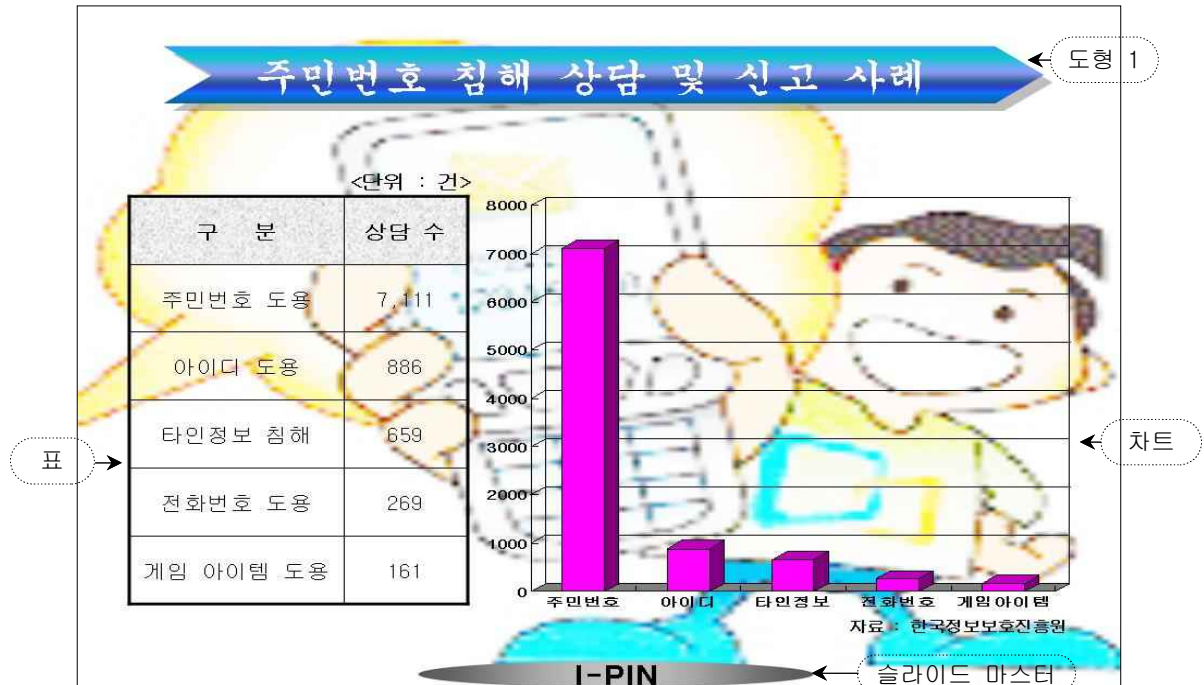 주민번호 침해 상담 및 신고 사례
도형 1
<단위 : 건>
구 분 상담 수
주민번호 도용 7,111
아이디 도용 886
타인정보 침해 659
전화번호 도용 269
게임 아이템 도용 161
표
8000
7000
6000
5000
4000
3000
2000
1000
0
주민번호 아이디 타인정보 전화번호 게임아이템
자료 : 한국정보보호진흥원
차트
I-PIN
슬라이드 마스터